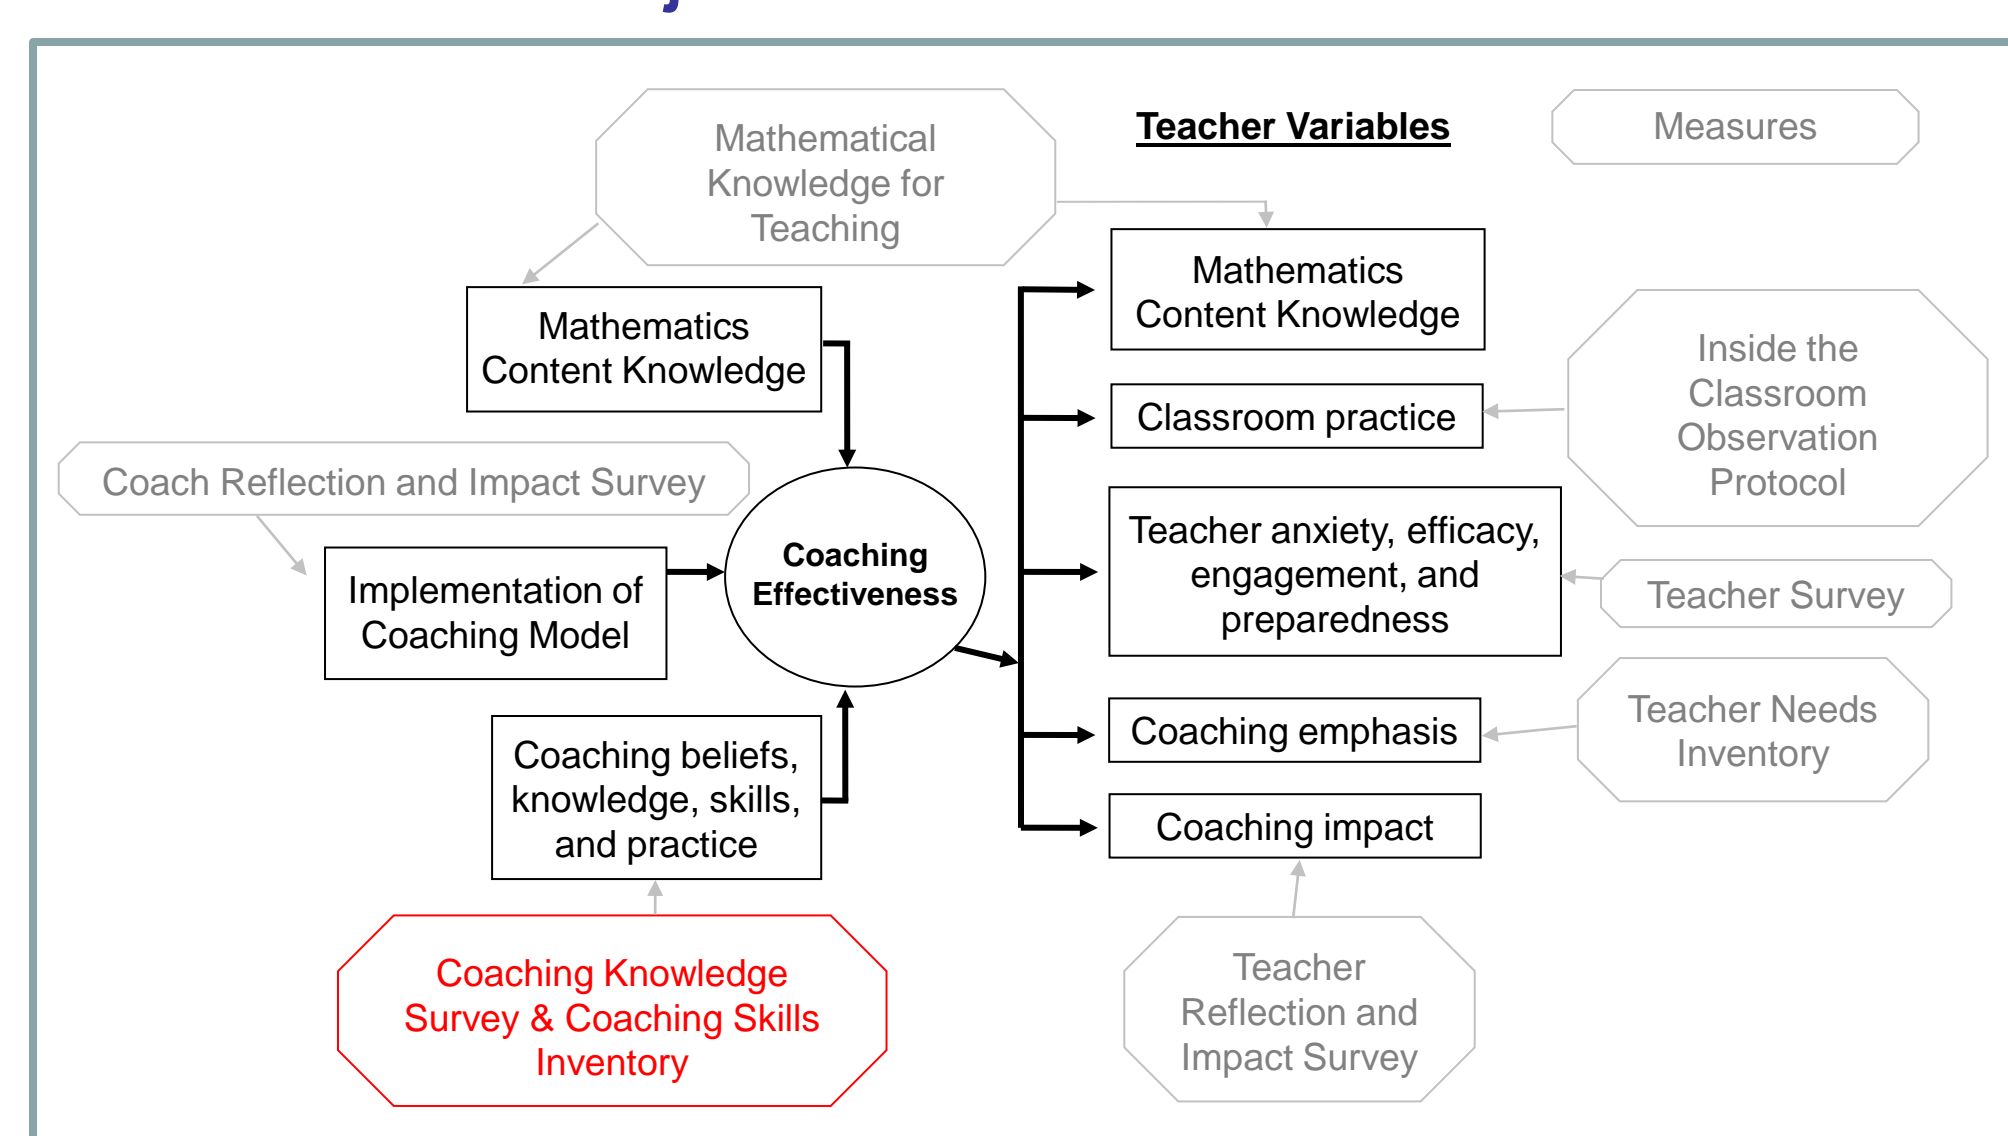 Mathematical
Knowledge for
Teaching
Teacher Variables
Measures
Mathematics
Content Knowledge
Mathematics
Content Knowledge
Inside the
Classroom
Observation
Protocol
Classroom practice
Coach Reflection and Impact Survey
Teacher anxiety, efficacy,
engagement, and
preparedness
Coaching
Effectiveness
Implementation of
Coaching Model
Teacher Survey
Teacher Needs
Inventory
Coaching emphasis
Coaching beliefs,
knowledge, skills,
and practice
Coaching impact
Coaching Knowledge
Survey & Coaching Skills
Inventory
Teacher
Reflection and
Impact Survey